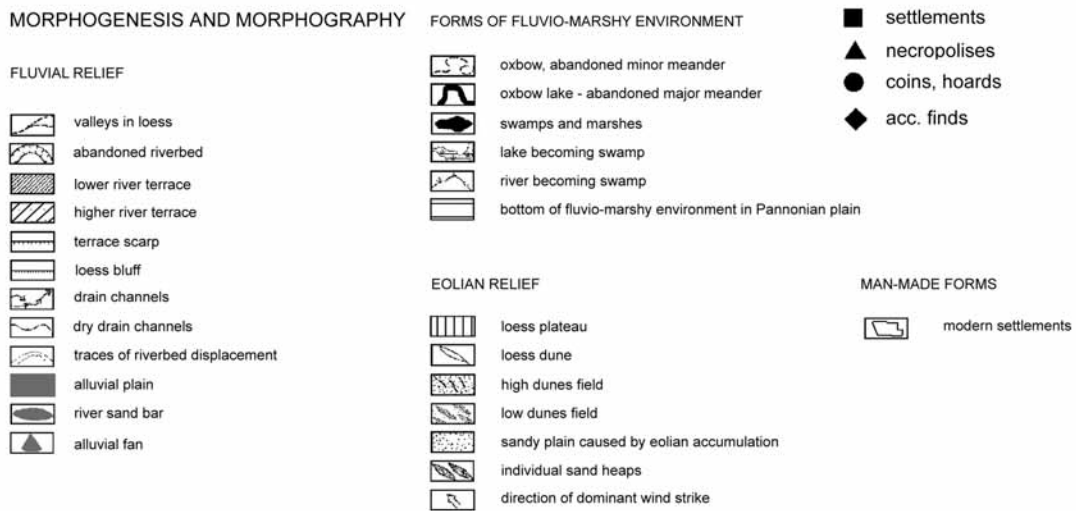 MORPHOGENESIS AND MORPHOGRAPHY
FLUVIAL RELIEF
valleys in loess
abandoned riverbed
lower river terrace
higher river terrace
terrace scarp
loess bluff
drain channels
dry drain channels
traces of riverbed displacement
alluvial plain
river sand bar
alluvial fan
FORMS OF FLUVIO-MARSHY ENVIRONMENT
oxbow, abandoned minor meander
oxbow lake - abandoned major meander
swamps and marshes
lake becoming swamp
river becoming swamp
bottom of fluvio-marshy environment in Pannonian plain
EOLIAN RELIEF
loess plateau
loess dune
high dunes field
low dunes field
sandy plain caused by eolian accumulation
individual sand heaps
direction of dominant wind strike
settlements
necropolises
coins, hoards
acc. finds
MAN-MADE FORMS
modern settlements